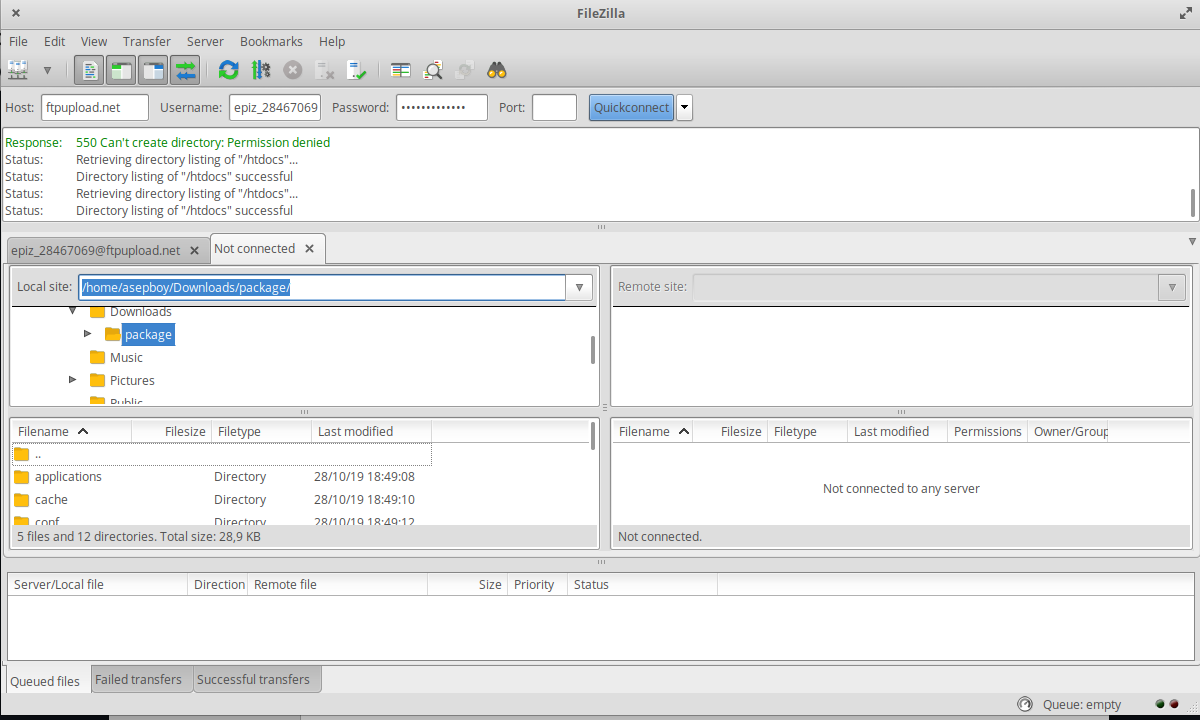 FileZilla
File Edit View Transfer Server Bookmarks Help
Host: ftpupload.net Username: epiz_28467069 Password: ••••••••••••• Port: Quickconnect
Response: 550 Can't create directory: Permission denied
Status: Retrieving directory listing of "/htdocs"...
Status: Directory listing of "/htdocs" successful
Status: Retrieving directory listing of "/htdocs"...
Status: Directory listing of "/htdocs" successful
epiz_28467069@ftpupload.net Not connected
Local site: /home/asepboy/Downloads/package/
Downloads
package
Music
Pictures
Public
Filename Filesize Filetype Last modified
..
applications Directory 28/10/19 18:49:08
cache Directory 28/10/19 18:49:10
conf Directory 28/10/19 18:49:12
5 files and 12 directories. Total size: 28,9 KB
Remote site:
Filename Filesize Filetype Last modified Permissions Owner/Group
Not connected to any server
Not connected.
Server/Local file Direction Remote file Size Priority Status
Queued files Failed transfers Successful transfers
Queue: empty